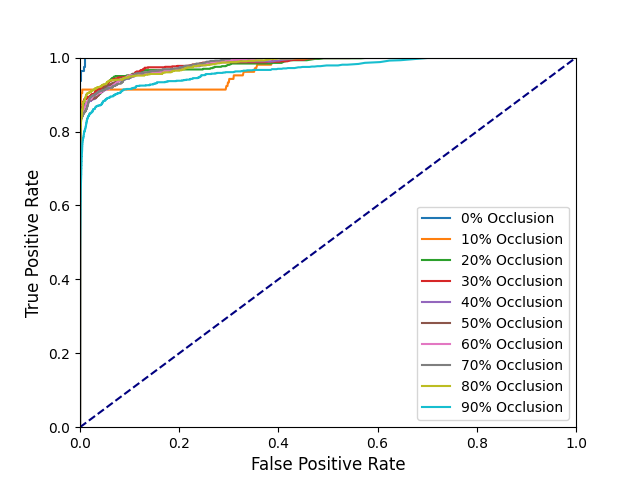 1.0
0.8
0.6
0.4
0.2
0.0
True Positive Rate
0% Occlusion
10% Occlusion
20% Occlusion
30% Occlusion
40% Occlusion
50% Occlusion
60% Occlusion
70% Occlusion
80% Occlusion
90% Occlusion
0.0 0.2 0.4 0.6 0.8 1.0
False Positive Rate